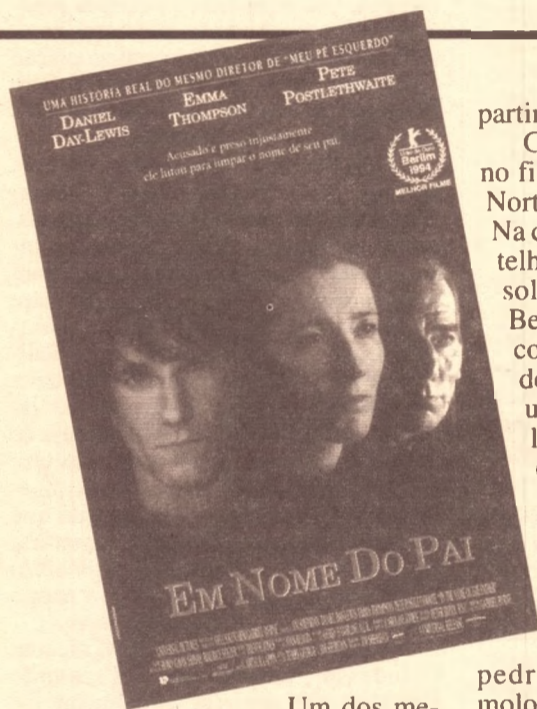 UMA HISTÓRIA REAL DO MESMO DIRETOR DE "MEU PÉ ESQUERDO"
DANIEL DAY-LEWIS
EMMA THOMPSON
PETE POSTLETHWAITE
Acusado e preso injustamente
ele lutou para limpar o nome de seu pai.
Berlim
1994
MELHOR FILME
EM NOME DO PAI
Um dos me-
partin
C
no fi
Nort
Na c
telh
sol
Be
co
de
u
l
pedr
molo